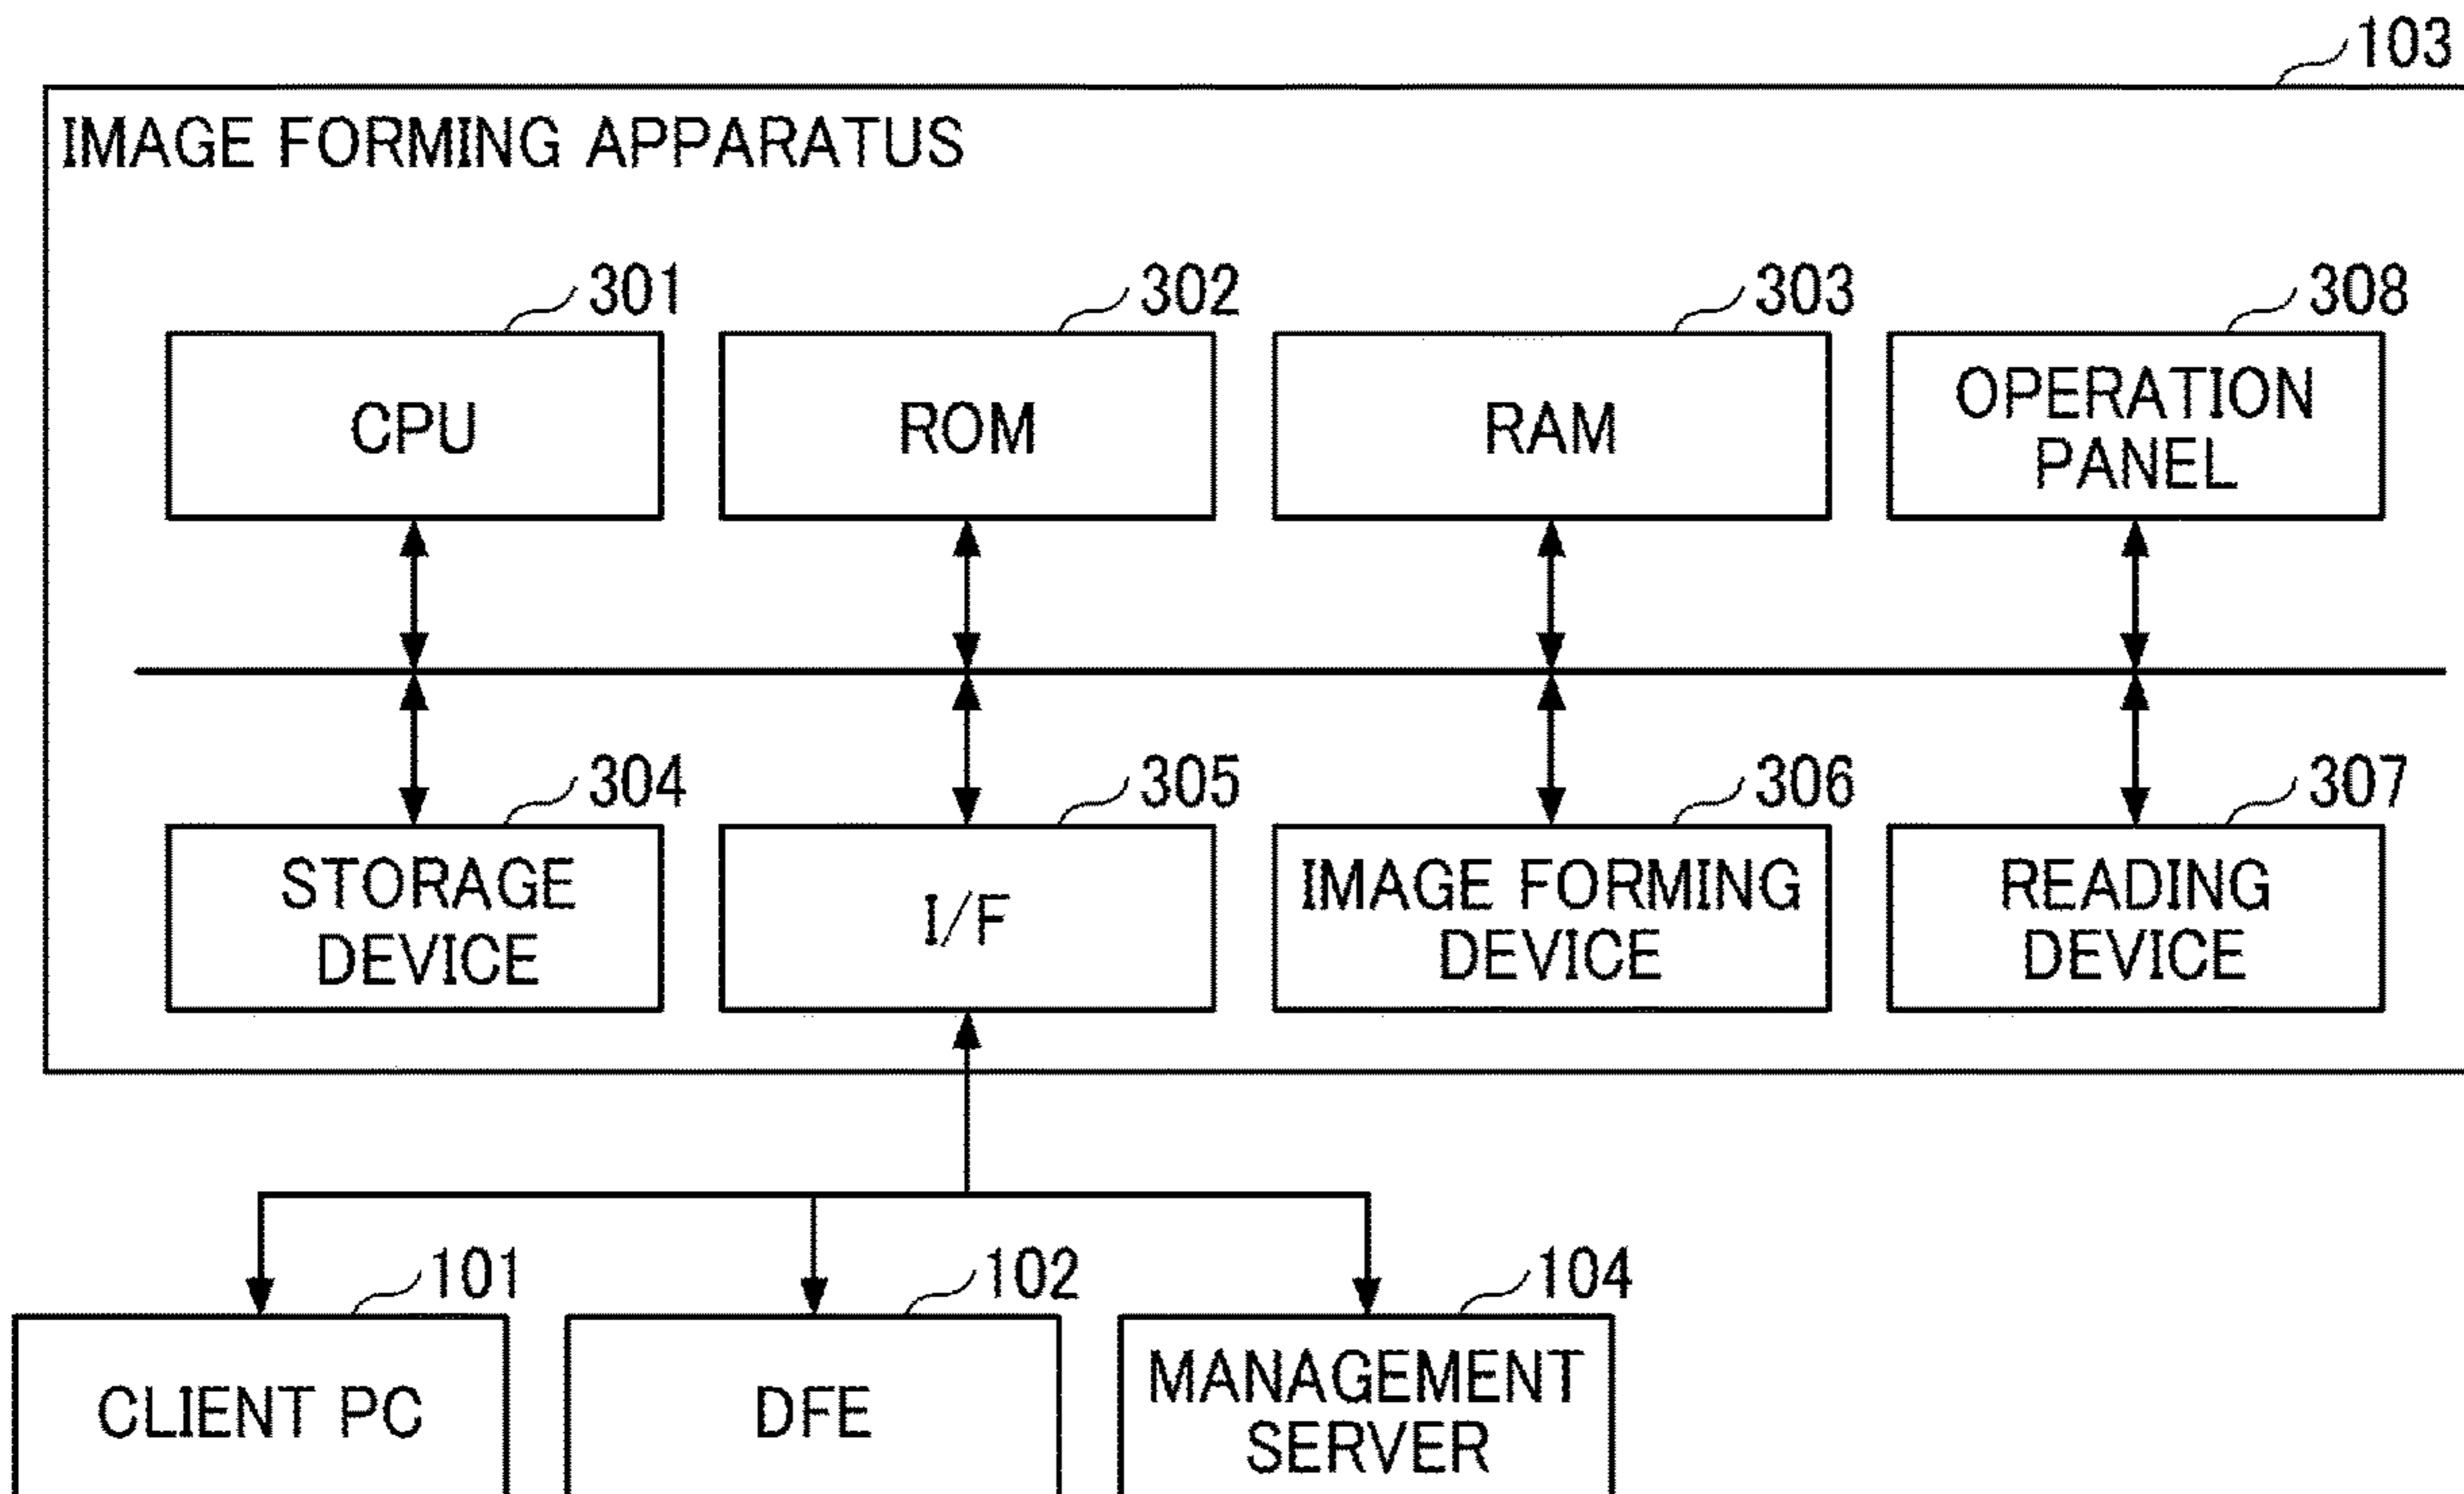 103
IMAGE FORMING APPARATUS
301
302
303
308
CPU
ROM
RAM
OPERATION
PANEL
304
305
306
307
STORAGE
DEVICE
I/F
IMAGE FORMING
DEVICE
READING
DEVICE
101
102
104
CLIENT PC
DFE
MANAGEMENT
SERVER